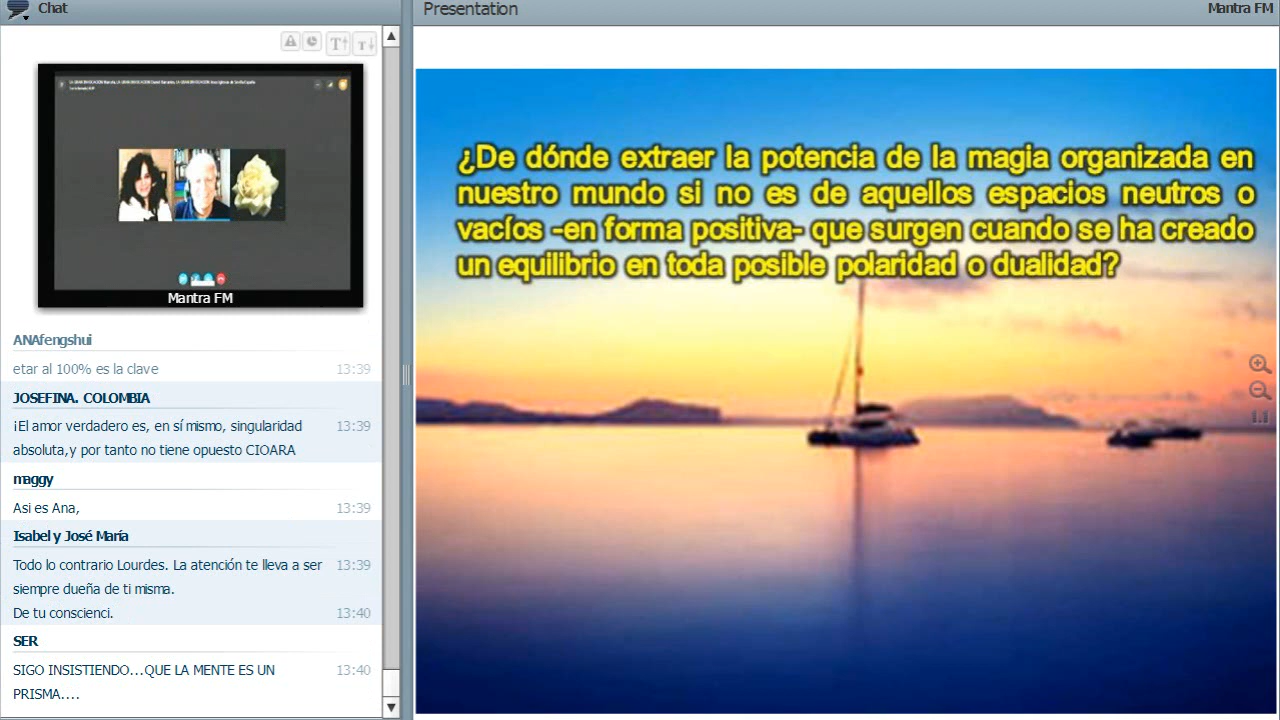 Chat
Mantra FM
ANAfengshui
etar al 100% es la clave 13:39
JOSEFINA. COLOMBIA
¡El amor verdadero es, en sí mismo, singularidad 13:39
absoluta,y por tanto no tiene opuesto CIOARA
maggy
Asi es Ana, 13:39
Isabel y José María
Todo lo contrario Lourdes. La atención te lleva a ser 13:39
siempre dueña de ti misma.
De tu conscienci. 13:40
SER
SIGO INSISTIENDO...QUE LA MENTE ES UN 13:40
PRISMA....
Presentation Mantra FM
¿De dónde extraer la potencia de la magia organizada en
nuestro mundo si no es de aquellos espacios neutros o
vacíos -en forma positiva- que surgen cuando se ha creado
un equilibrio en toda posible polaridad o dualidad?
1:1